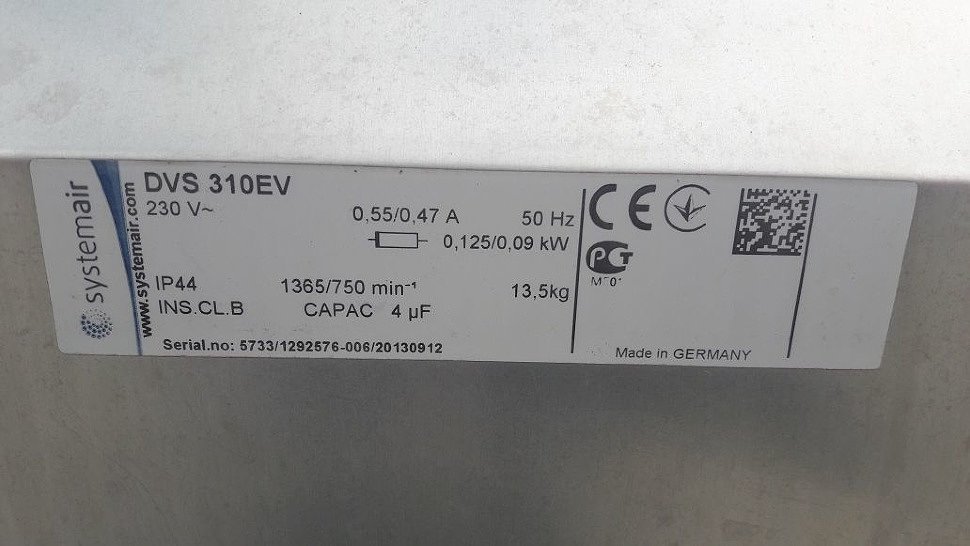 systemair
www.systemair.com
DVS 310EV
230 V~
0,55/0,47 A
50 Hz
0,125/0,09 kW
IP44
1365/750 min⁻¹
13,5kg
INS.CL.B
CAPAC 4 µF
Serial.no: 5733/1292576-006/20130912
CE
РСТ
Made in GERMANY